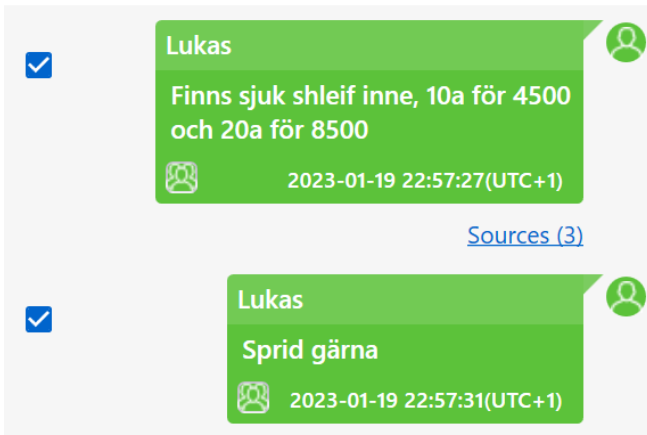 Lukas
Finns sjuk shleif inne, 10a för 4500
och 20a för 8500
2023-01-19 22:57:27(UTC+1)
Sources (3)
Lukas
Sprid gärna
2023-01-19 22:57:31(UTC+1)